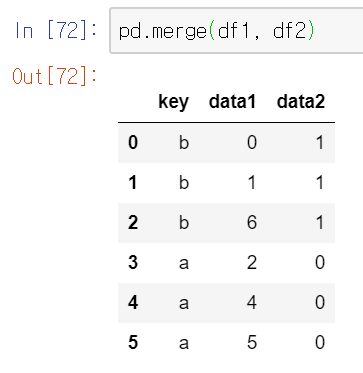 In [72]: pd.merge(df1, df2)
Out[72]:
key data1 data2
0 b 0 1
1 b 1 1
2 b 6 1
3 a 2 0
4 a 4 0
5 a 5 0